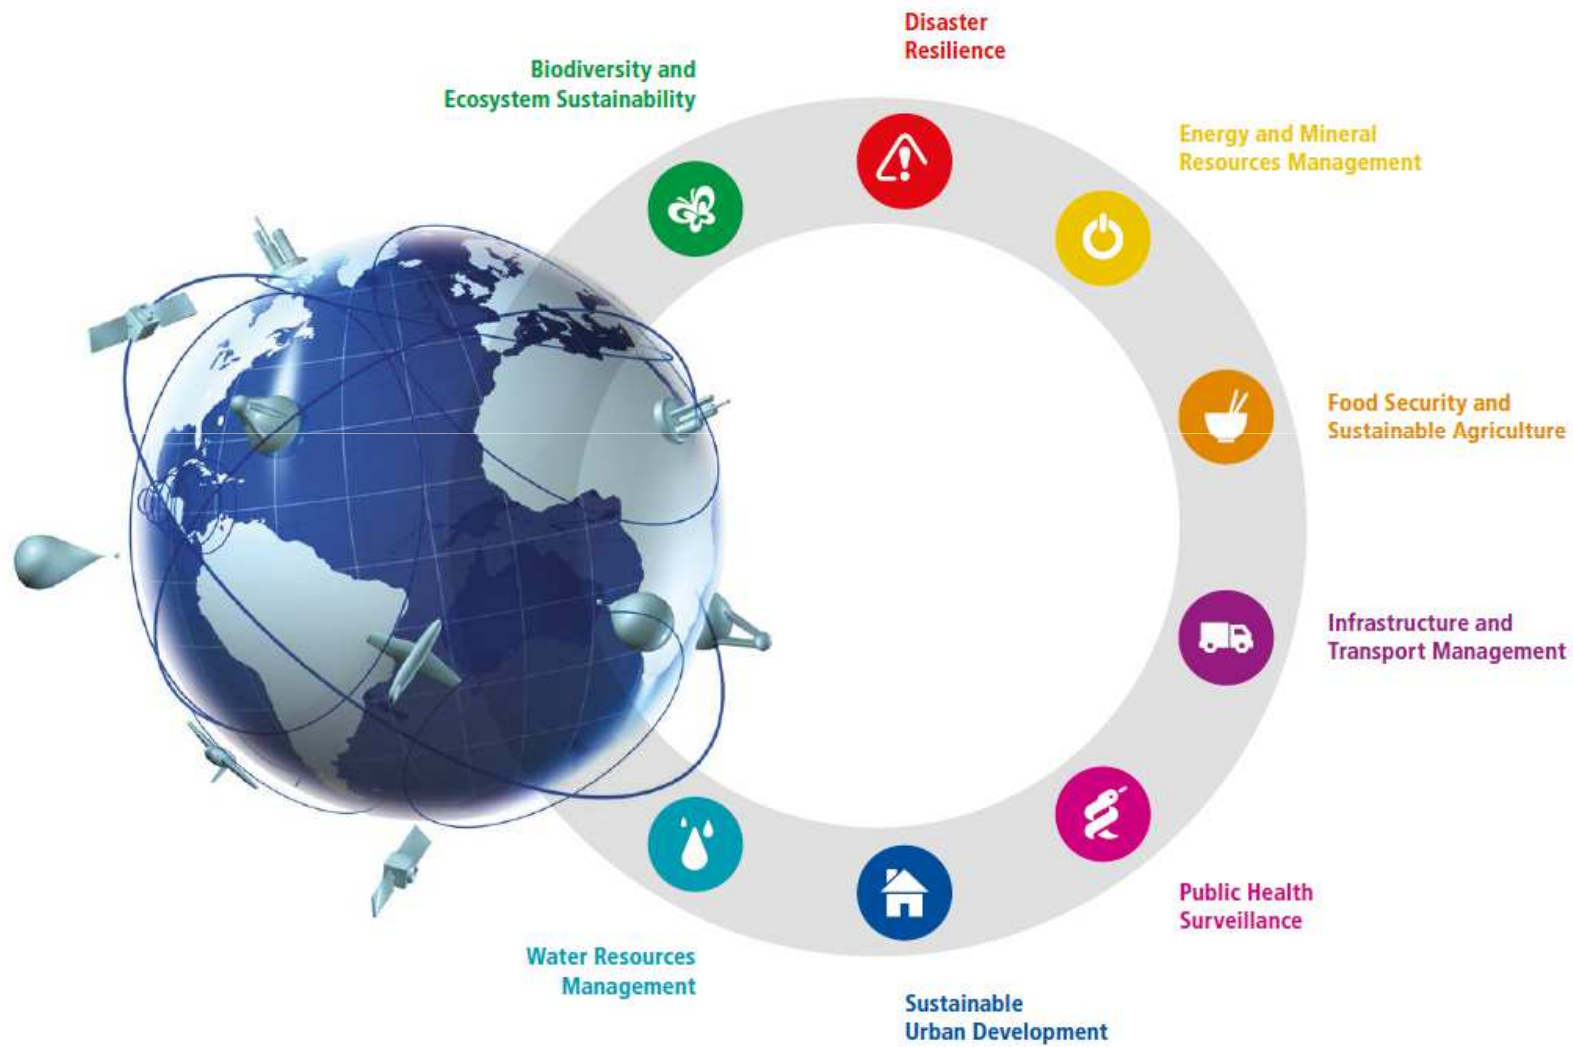 Disaster
Resilience
Biodiversity and
Ecosystem Sustainability
Energy and Mineral
Resources Management
Food Security and
Sustainable Agriculture
Infrastructure and
Transport Management
Public Health
Surveillance
Water Resources
Management
Sustainable
Urban Development